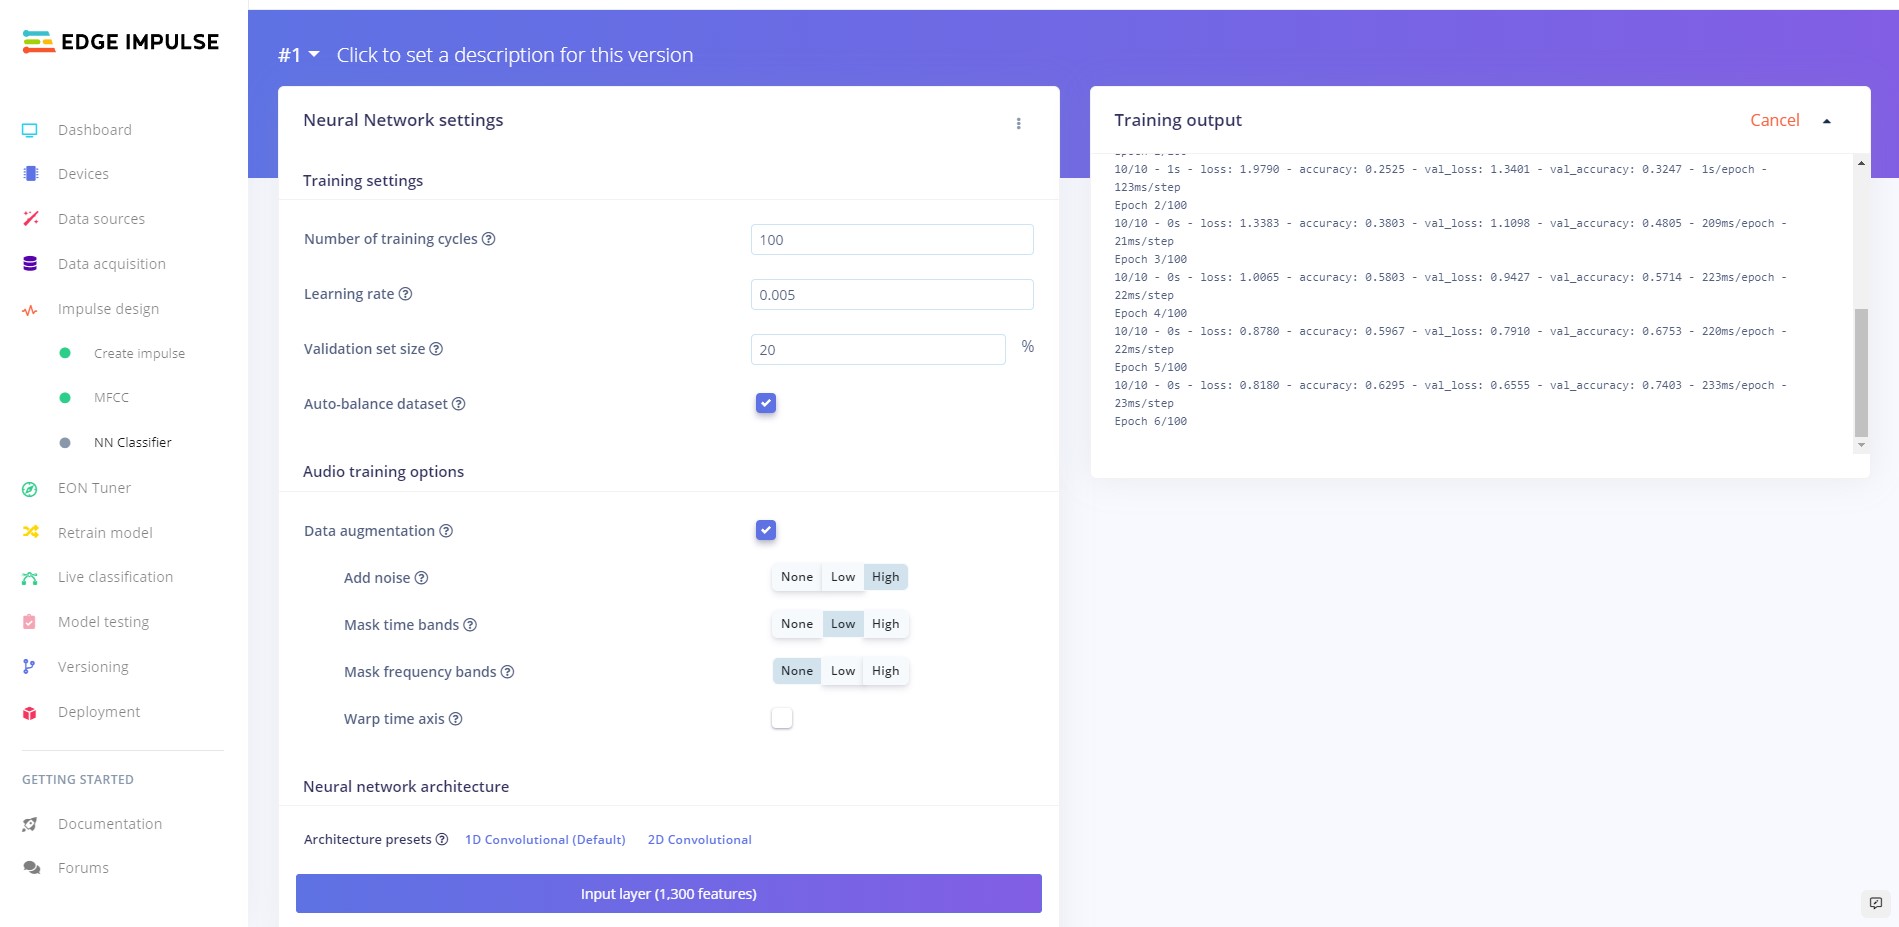 EDGE IMPULSE
Dashboard
Devices
Data sources
Data acquisition
Impulse design
Create impulse
MFCC
NN Classifier
EON Tuner
Retrain model
Live classification
Model testing
Versioning
Deployment
GETTING STARTED
Documentation
Forums
#1 Click to set a description for this version
Neural Network settings
Training settings
Number of training cycles 100
Learning rate 0.005
Validation set size 20 %
Auto-balance dataset
Audio training options
Data augmentation
Add noise None Low High
Mask time bands None Low High
Mask frequency bands None Low High
Warp time axis
Neural network architecture
Architecture presets 1D Convolutional (Default) 2D Convolutional
Input layer (1,300 features)
Training output Cancel
10/10 - 1s - loss: 1.9790 - accuracy: 0.2525 - val_loss: 1.3401 - val_accuracy: 0.3247 - 1s/epoch -
123ms/step
Epoch 2/100
10/10 - 0s - loss: 1.3383 - accuracy: 0.3803 - val_loss: 1.1098 - val_accuracy: 0.4805 - 209ms/epoch -
21ms/step
Epoch 3/100
10/10 - 0s - loss: 1.0065 - accuracy: 0.5803 - val_loss: 0.9427 - val_accuracy: 0.5714 - 223ms/epoch -
22ms/step
Epoch 4/100
10/10 - 0s - loss: 0.8780 - accuracy: 0.5967 - val_loss: 0.7910 - val_accuracy: 0.6753 - 220ms/epoch -
22ms/step
Epoch 5/100
10/10 - 0s - loss: 0.8180 - accuracy: 0.6295 - val_loss: 0.6555 - val_accuracy: 0.7403 - 233ms/epoch -
23ms/step
Epoch 6/100